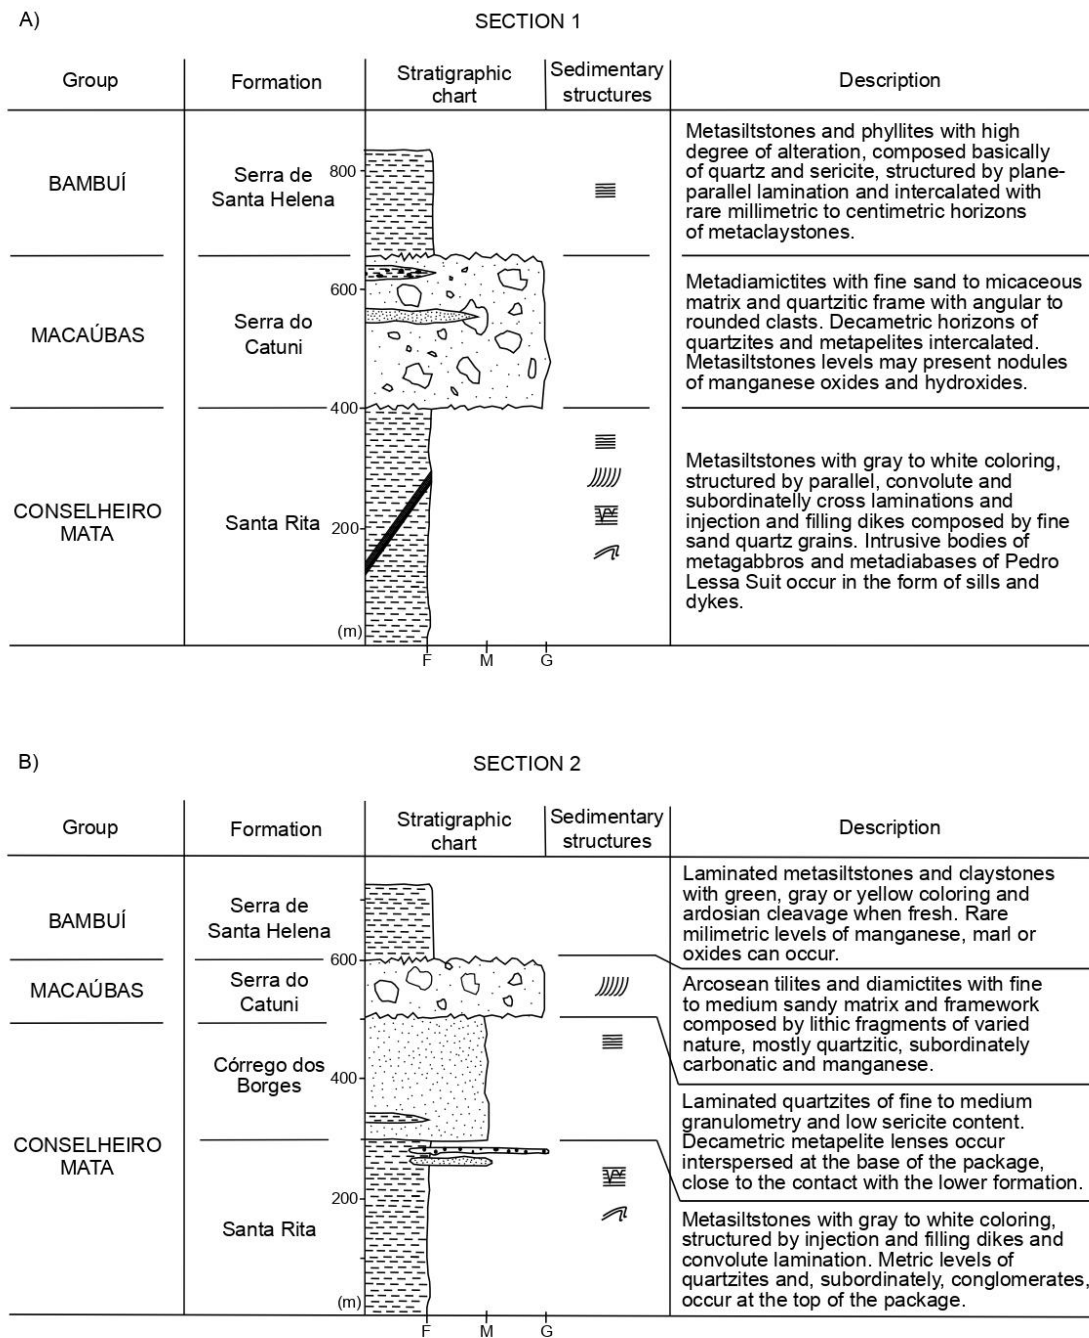 A)
SECTION 1
Group
Formation
Stratigraphic
chart
Sedimentary
structures
Description
BAMBUÍ
Serra de
Santa Helena
800
Metasiltstones and phyllites with high
degree of alteration, composed basically
of quartz and sericite, structured by plane-
parallel lamination and intercalated with
rare millimetric to centimetric horizons
of metaclaystones.
MACAÚBAS
Serra do
Catuni
600
Metadiamictites with fine sand to micaceous
matrix and quartzitic frame with angular to
rounded clasts. Decametric horizons of
quartzites and metapelites intercalated.
Metasiltstones levels may present nodules
of manganese oxides and hydroxides.
400
CONSELHEIRO
MATA
Santa Rita
200
(m)
Metasiltstones with gray to white coloring,
structured by parallel, convolute and
subordinatelly cross laminations and
injection and filling dikes composed by fine
sand quartz grains. Intrusive bodies of
metagabbros and metadiabases of Pedro
Lessa Suit occur in the form of sills and
dykes.
F M G
B)
SECTION 2
Group
Formation
Stratigraphic
chart
Sedimentary
structures
Description
BAMBUÍ
Serra de
Santa Helena
600
Laminated metasiltstones and claystones
with green, gray or yellow coloring and
ardosian cleavage when fresh. Rare
milimetric levels of manganese, marl or
oxides can occur.
MACAÚBAS
Serra do
Catuni
Arcosean tilites and diamictites with fine
to medium sandy matrix and framework
composed by lithic fragments of varied
nature, mostly quartzitic, subordinately
carbonatic and manganese.
CONSELHEIRO
MATA
Córrego dos
Borges
400
Laminated quartzites of fine to medium
granulometry and low sericite content.
Decametric metapelite lenses occur
interspersed at the base of the package,
close to the contact with the lower formation.
Santa Rita
200
(m)
Metasiltstones with gray to white coloring,
structured by injection and filling dikes and
convolute lamination. Metric levels of
quartzites and, subordinately, conglomerates,
occur at the top of the package.
F M G